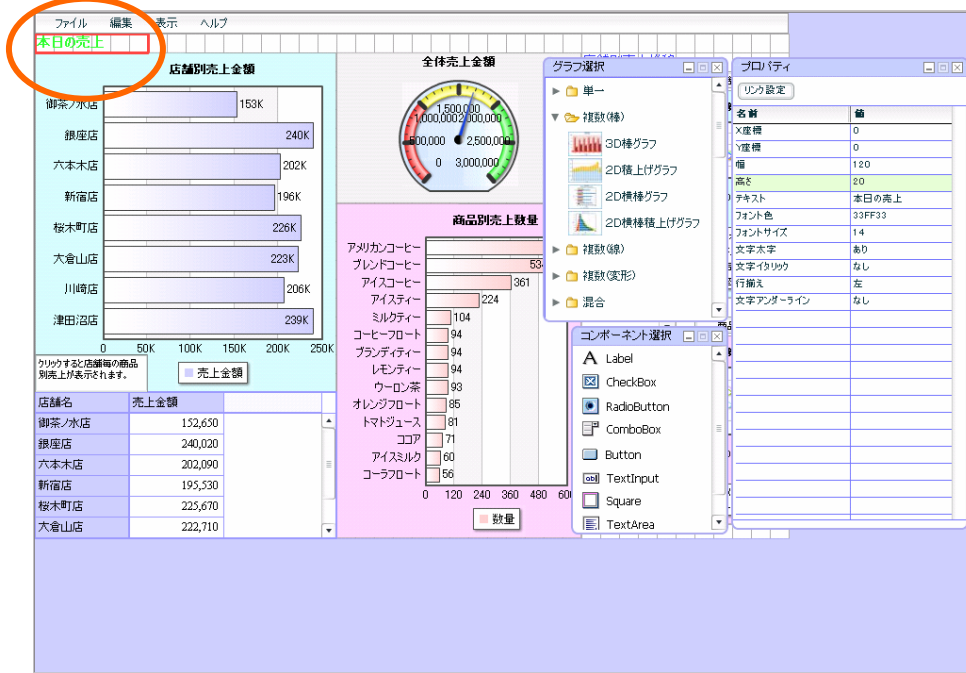 ファイル 編集 表示 ヘルプ
本日の売上
店舗別売上金額
御茶ノ水店 153K
銀座店 240K
六本木店 202K
新宿店 196K
桜木町店 226K
大倉山店 223K
川崎店 206K
津田沼店 239K
0 50K 100K 150K 200K 250K
クリックすると店舗毎の商品
別売上が表示されます。
売上金額
店舗名 売上金額
御茶ノ水店 152,650
銀座店 240,020
六本木店 202,090
新宿店 195,530
桜木町店 225,670
大倉山店 222,710
全体売上金額
1,500,000
1,000,000 2,000,000
500,000 2,500,000
0 3,000,000
商品別売上数量
アメリカンコーヒー
ブレンドコーヒー
アイスコーヒー 361
アイスティー 224
ミルクティー 104
コーヒーフロート 94
ブランディティー 94
レモンティー 94
ウーロン茶 93
オレンジフロート 85
トマトジュース 81
ココア 71
アイスミルク 60
コーラフロート 56
0 120 240 360 480
数量
グラフ選択
単一
複数(棒)
3D棒グラフ
2D積上げグラフ
2D横棒グラフ
2D横棒積上げグラフ
複数(線)
複数(変形)
混合
コンポーネント選択
Label
CheckBox
RadioButton
ComboBox
Button
TextInput
Square
TextArea
プロパティ
リンク設定
名前 値
X座標 0
Y座標 0
幅 120
高さ 20
テキスト 本日の売上
フォント色 33FF33
フォントサイズ 14
文字太字 あり
文字イタリック なし
行揃え 左
文字アンダーライン なし